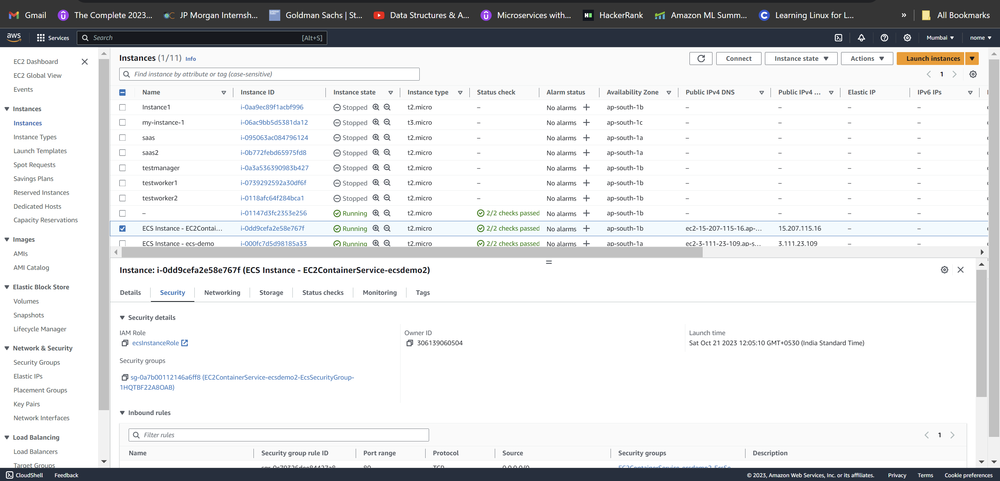 Gmail The Complete 2023... JP Morgan Internsh... Goldman Sachs | St... Data Structures & A... Microservices with... HackerRank Amazon ML Summ... Learning Linux for L... » All Bookmarks
aws Services Search [Alt+S] Mumbai nome
EC2 Dashboard
EC2 Global View
Events
Instances
Instances
Instance Types
Launch Templates
Spot Requests
Savings Plans
Reserved Instances
Dedicated Hosts
Capacity Reservations
Images
AMIs
AMI Catalog
Elastic Block Store
Volumes
Snapshots
Lifecycle Manager
Network & Security
Security Groups
Elastic IPs
Placement Groups
Key Pairs
Network Interfaces
Load Balancing
Load Balancers
Target Groups
Instances (1/11) Info Connect Instance state Actions Launch instances
Find instance by attribute or tag (case-sensitive) 1
Name Instance ID Instance state Instance type Status check Alarm status Availability Zone Public IPv4 DNS Public IPv4 ... Elastic IP IPv6 IPs
Instance1 i-0aa9ec89f1acbf996 Stopped t2.micro – No alarms + ap-south-1b – – – –
my-instance-1 i-06ac9bb5d5381da12 Stopped t3.micro – No alarms + ap-south-1c – – – –
saas i-095063ac084796124 Stopped t2.micro – No alarms + ap-south-1a – – – –
saas2 i-0b772febd65975fd8 Stopped t2.micro – No alarms + ap-south-1a – – – –
testmanager i-0a3a536390983b427 Stopped t2.micro – No alarms + ap-south-1b – – – –
testworker1 i-0739292592a30df6f Stopped t2.micro – No alarms + ap-south-1b – – – –
testworker2 i-0118afc64f284bca1 Stopped t2.micro – No alarms + ap-south-1b – – – –
– i-01147d3fc2353e256 Running t2.micro 2/2 checks passed No alarms + ap-south-1b – – – –
ECS Instance - EC2Contai... i-0dd9cefa2e58e767f Running t2.micro 2/2 checks passed No alarms + ap-south-1b ec2-15-207-115-16.ap-... 15.207.115.16 – –
ECS Instance - ecs-demo i-000fc7d5d98185a33 Running t2.micro 2/2 checks passed No alarms + ap-south-1a ec2-3-111-23-109.ap-s... 3.111.23.109 – –
Instance: i-0dd9cefa2e58e767f (ECS Instance - EC2ContainerService-ecsdemo2)
Details Security Networking Storage Status checks Monitoring Tags
Security details
IAM Role Owner ID Launch time
ecsInstanceRole 306139060504 Sat Oct 21 2023 12:05:10 GMT+0530 (India Standard Time)
Security groups
sg-0a7b00112146a6ff8 (EC2ContainerService-ecsdemo2-EcsSecurityGroup-
1HQTBF22A8OAB)
Inbound rules
Filter rules 1
Name Security group rule ID Port range Protocol Source Security groups Description
80 TCP 0.0.0.0/0 EC2ContainerService-ecsdemo2-EcsSe...
CloudShell Feedback © 2023, Amazon Web Services, Inc. or its affiliates. Privacy Terms Cookie preferences